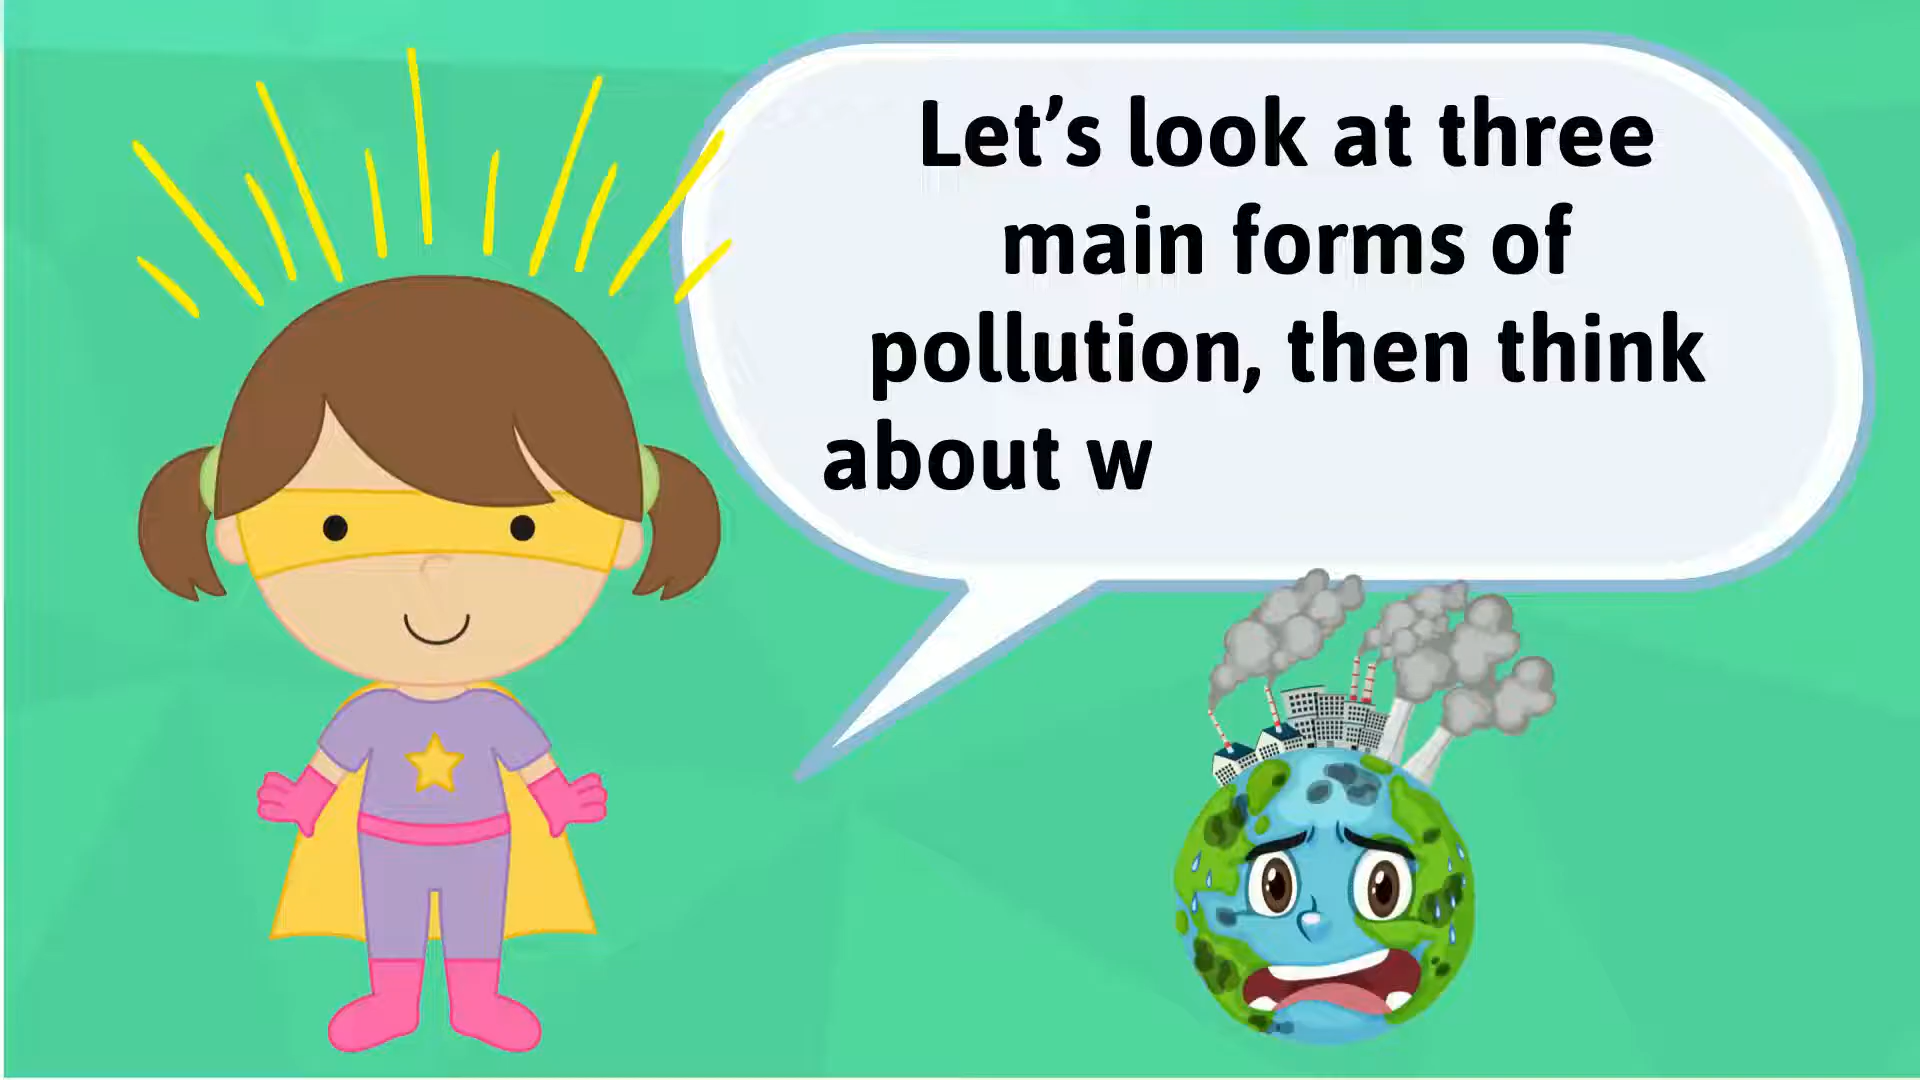 Let’s look at three
main forms of
pollution, then think
about w